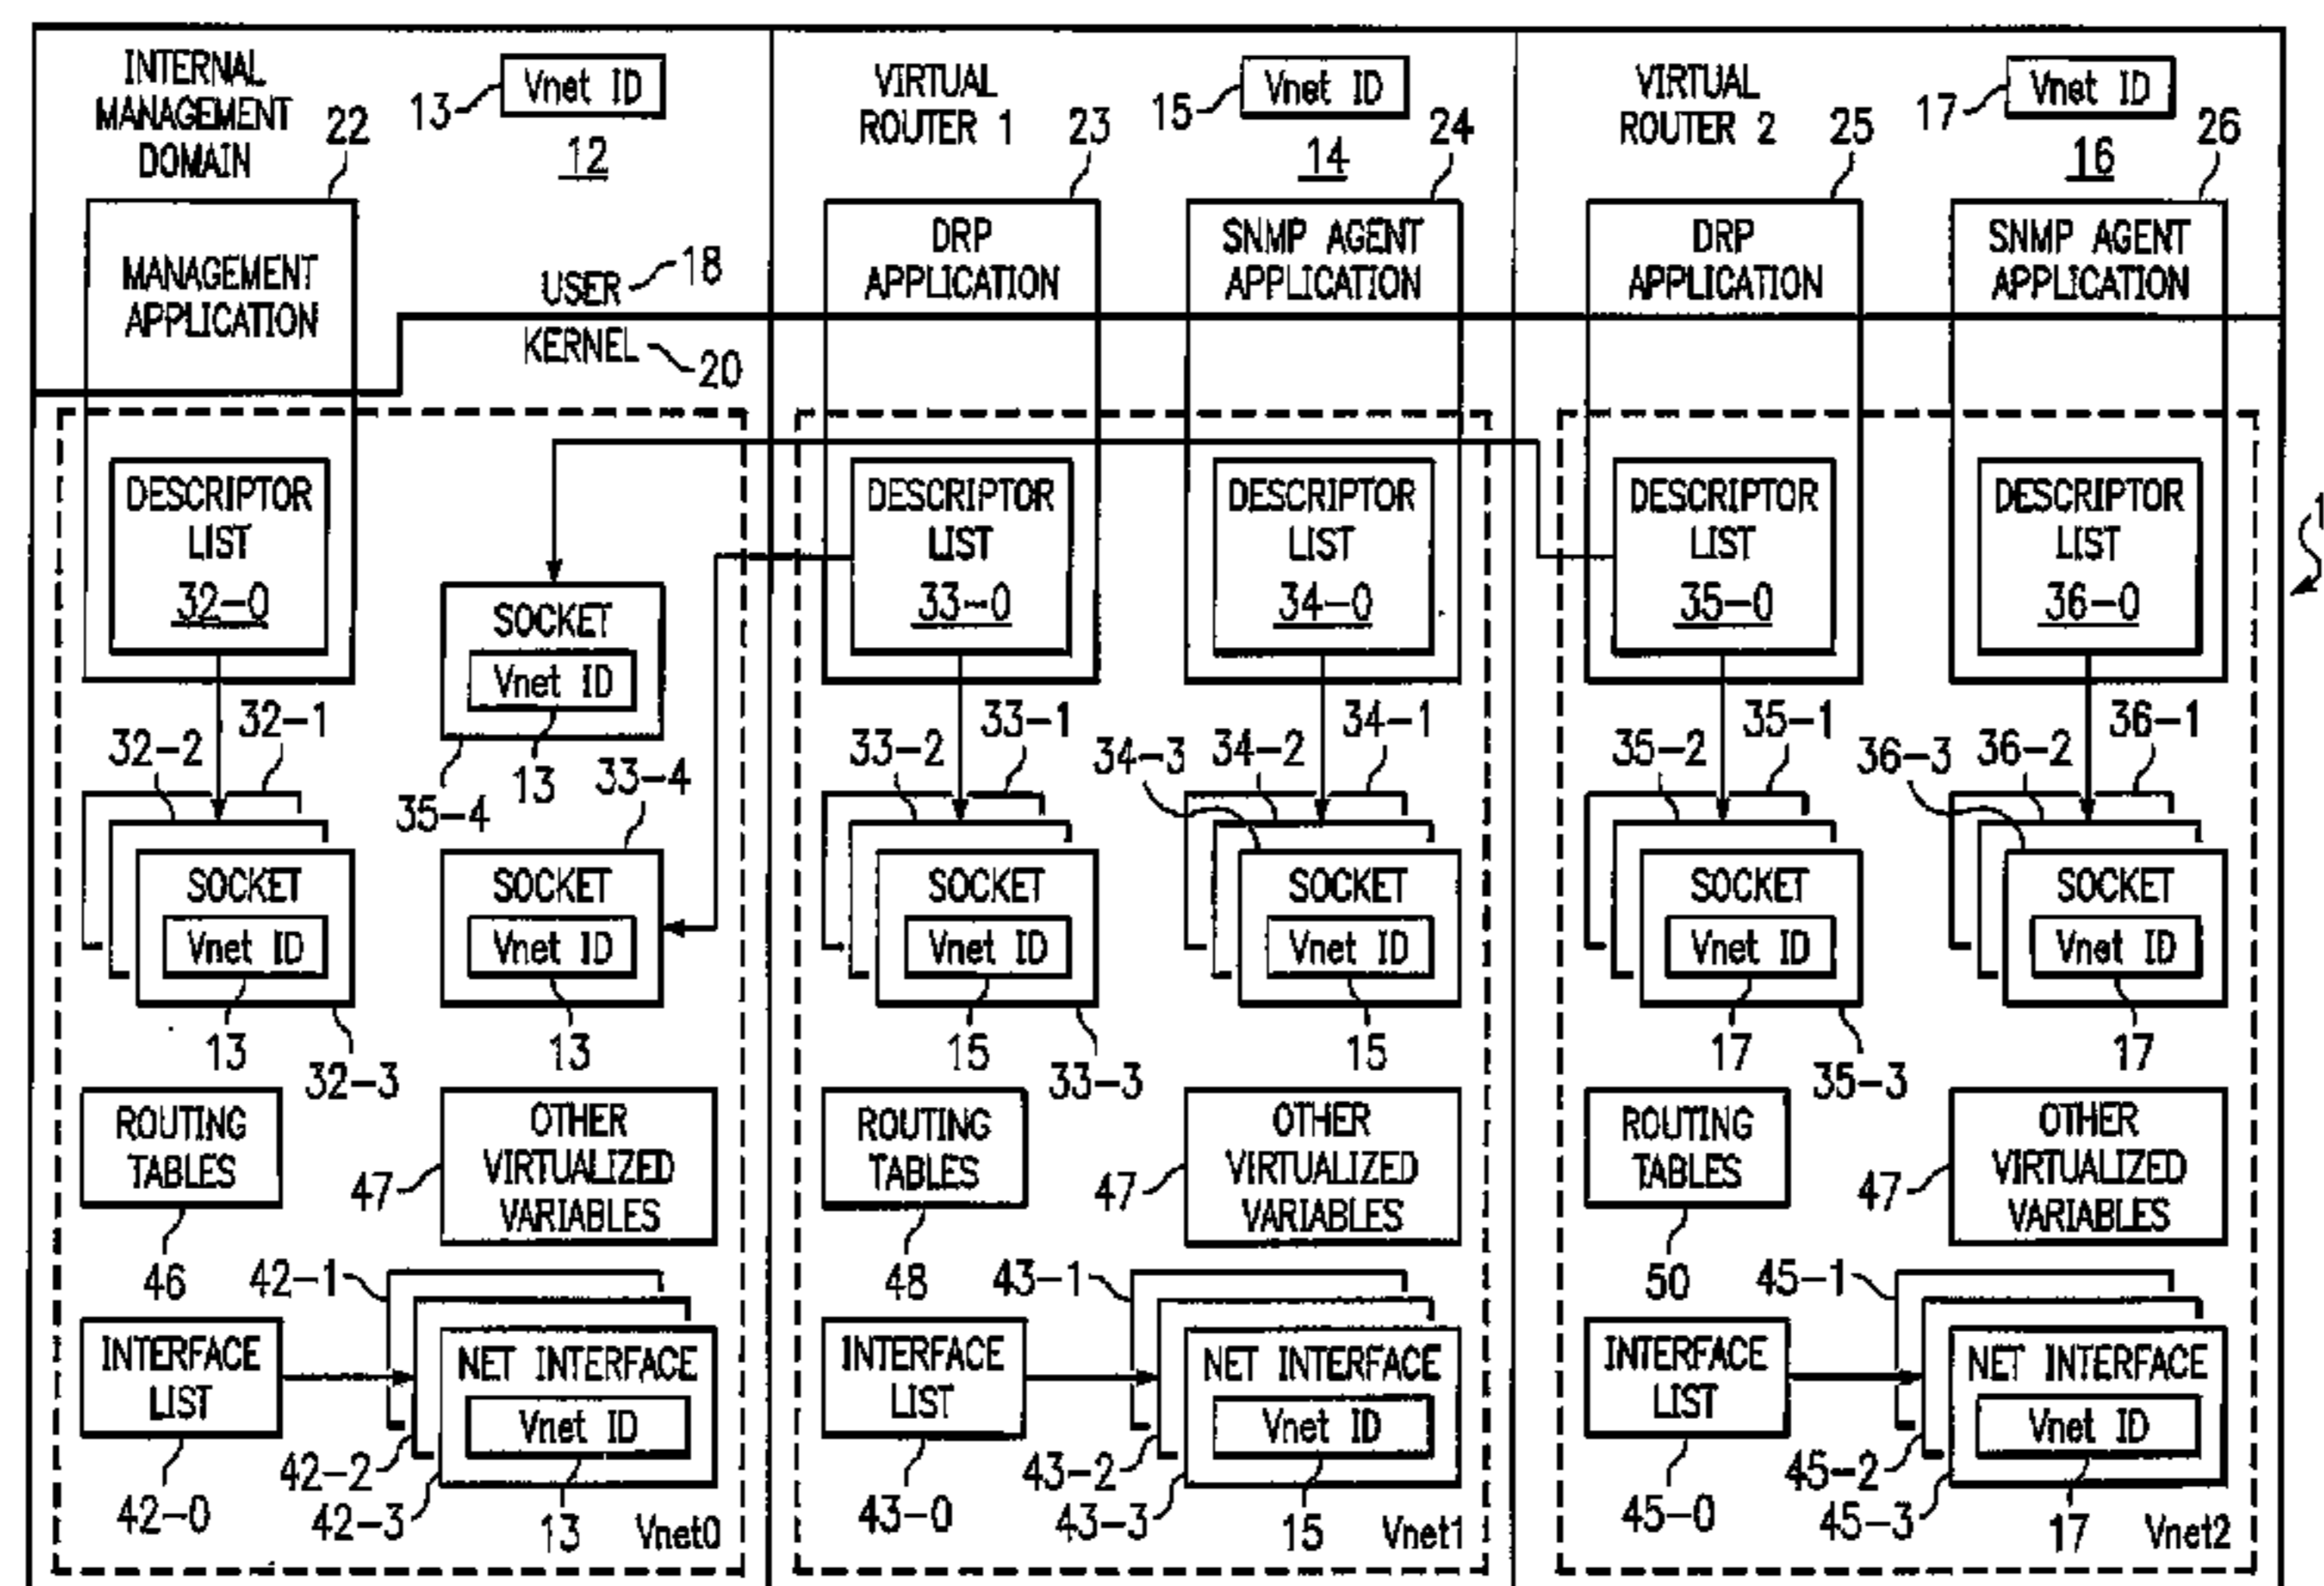 INTERNAL
MANAGEMENT
DOMAIN
13
Vnet ID
12
22
MANAGEMENT
APPLICATION
USER 18
KERNEL 20
DESCRIPTOR
LIST
32-0
SOCKET
Vnet ID
13
35-4
32-2
32-1
33-4
SOCKET
Vnet ID
13
32-3
SOCKET
Vnet ID
13
ROUTING
TABLES
46
OTHER
VIRTUALIZED
VARIABLES
47
INTERFACE
LIST
42-0
42-1
42-2
42-3
NET INTERFACE
Vnet ID
13
Vnet0
VIRTUAL
ROUTER 1
15
Vnet ID
14
23
24
DRP
APPLICATION
SNMP AGENT
APPLICATION
DESCRIPTOR
LIST
33-0
DESCRIPTOR
LIST
34-0
33-2
33-1
34-3
34-2
34-1
SOCKET
Vnet ID
15
33-3
SOCKET
Vnet ID
15
ROUTING
TABLES
48
OTHER
VIRTUALIZED
VARIABLES
47
INTERFACE
LIST
43-0
43-1
43-2
43-3
NET INTERFACE
Vnet ID
15
Vnet1
VIRTUAL
ROUTER 2
17
Vnet ID
16
25
26
DRP
APPLICATION
SNMP AGENT
APPLICATION
DESCRIPTOR
LIST
35-0
DESCRIPTOR
LIST
36-0
35-2
35-1
36-3
36-2
36-1
SOCKET
Vnet ID
17
35-3
SOCKET
Vnet ID
17
ROUTING
TABLES
50
OTHER
VIRTUALIZED
VARIABLES
47
INTERFACE
LIST
45-0
45-1
45-2
45-3
NET INTERFACE
Vnet ID
17
Vnet2